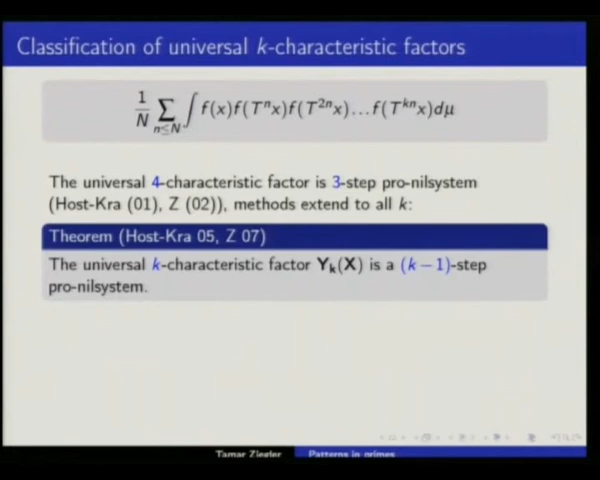 Classification of universal k-characteristic factors
1/N ∑_{n≤N} ∫ f(x)f(T^n x)f(T^{2n} x)...f(T^{kn} x)dμ
The universal 4-characteristic factor is 3-step pro-nilsystem
(Host-Kra (01), Z (02)), methods extend to all k:
Theorem (Host-Kra 05, Z 07)
The universal k-characteristic factor Y_k(X) is a (k−1)-step
pro-nilsystem.
Tamar Ziegler Patterns in primes